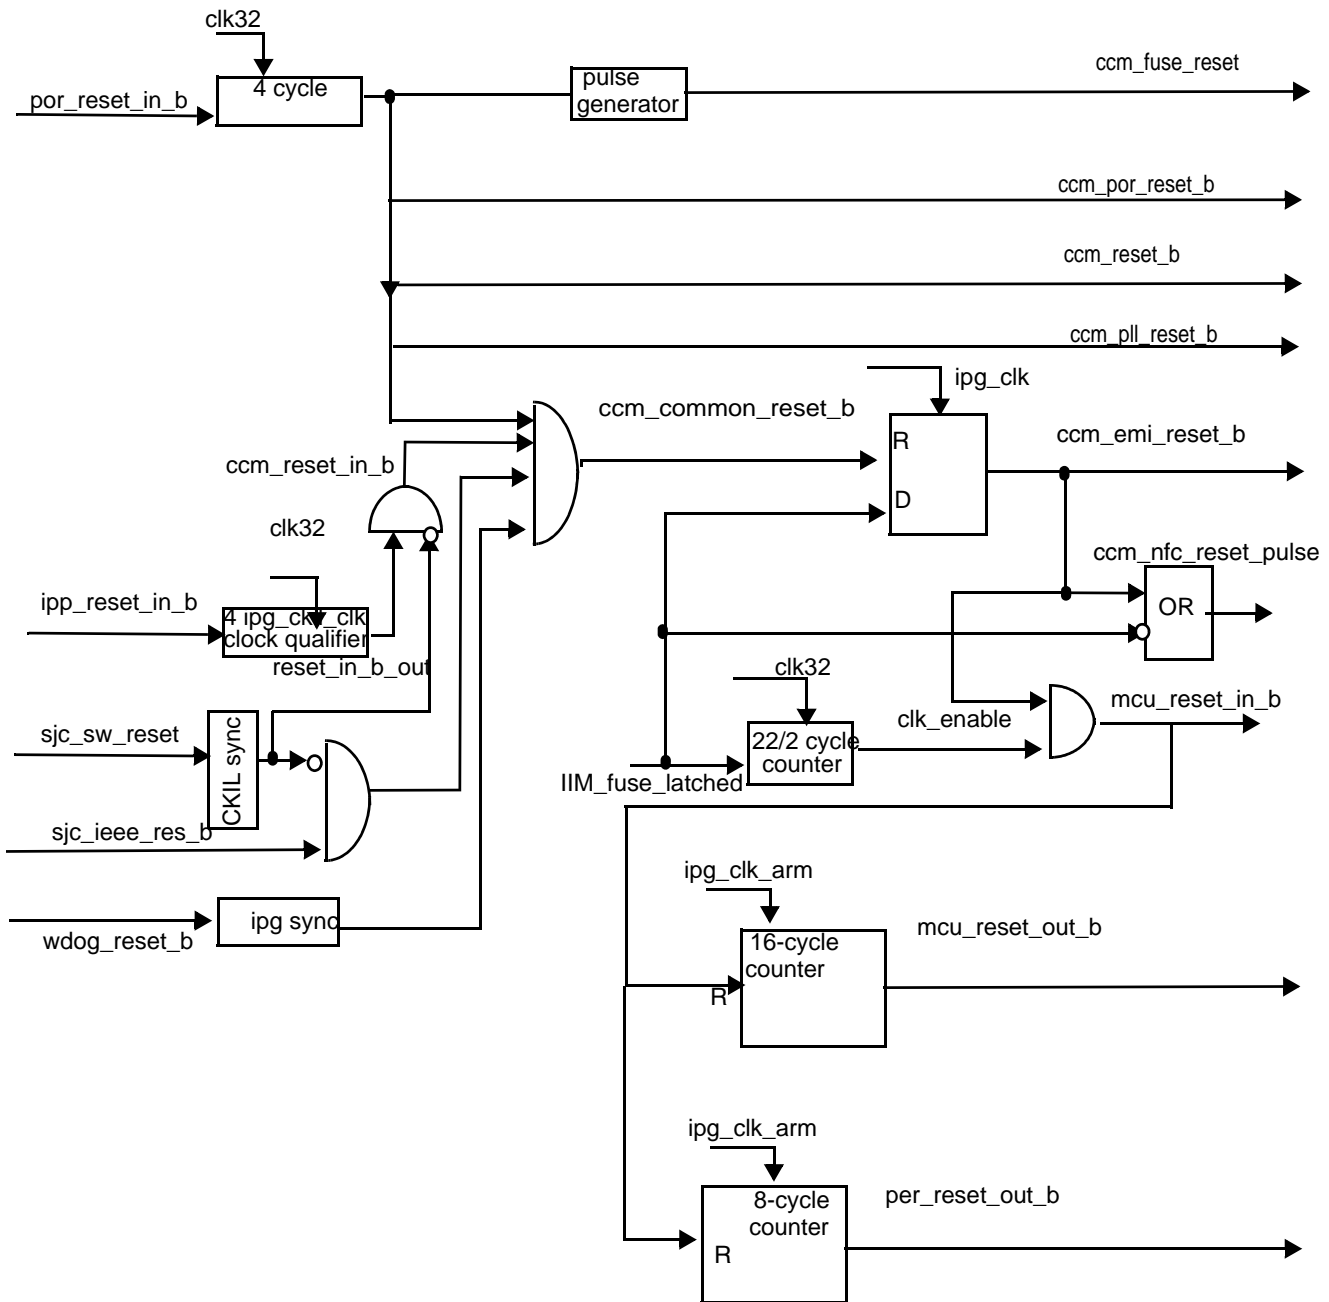 clk32
4 cycle
por_reset_in_b
pulse
generator
ccm_fuse_reset
ccm_por_reset_b
ccm_reset_b
ccm_pll_reset_b
ipg_clk
ccm_common_reset_b
R
D
ccm_emi_reset_b
ccm_reset_in_b
clk32
ccm_nfc_reset_pulse
OR
ipp_reset_in_b
clock qualifier
reset_in_b_out
clk32
22/2 cycle
counter
clk_enable
mcu_reset_in_b
sjc_sw_reset
CKIL sync
IIM_fuse_latched
sjc_ieee_res_b
ipg_clk_arm
wdog_reset_b
ipg sync
16-cycle
counter
R
mcu_reset_out_b
ipg_clk_arm
8-cycle
counter
R
per_reset_out_b